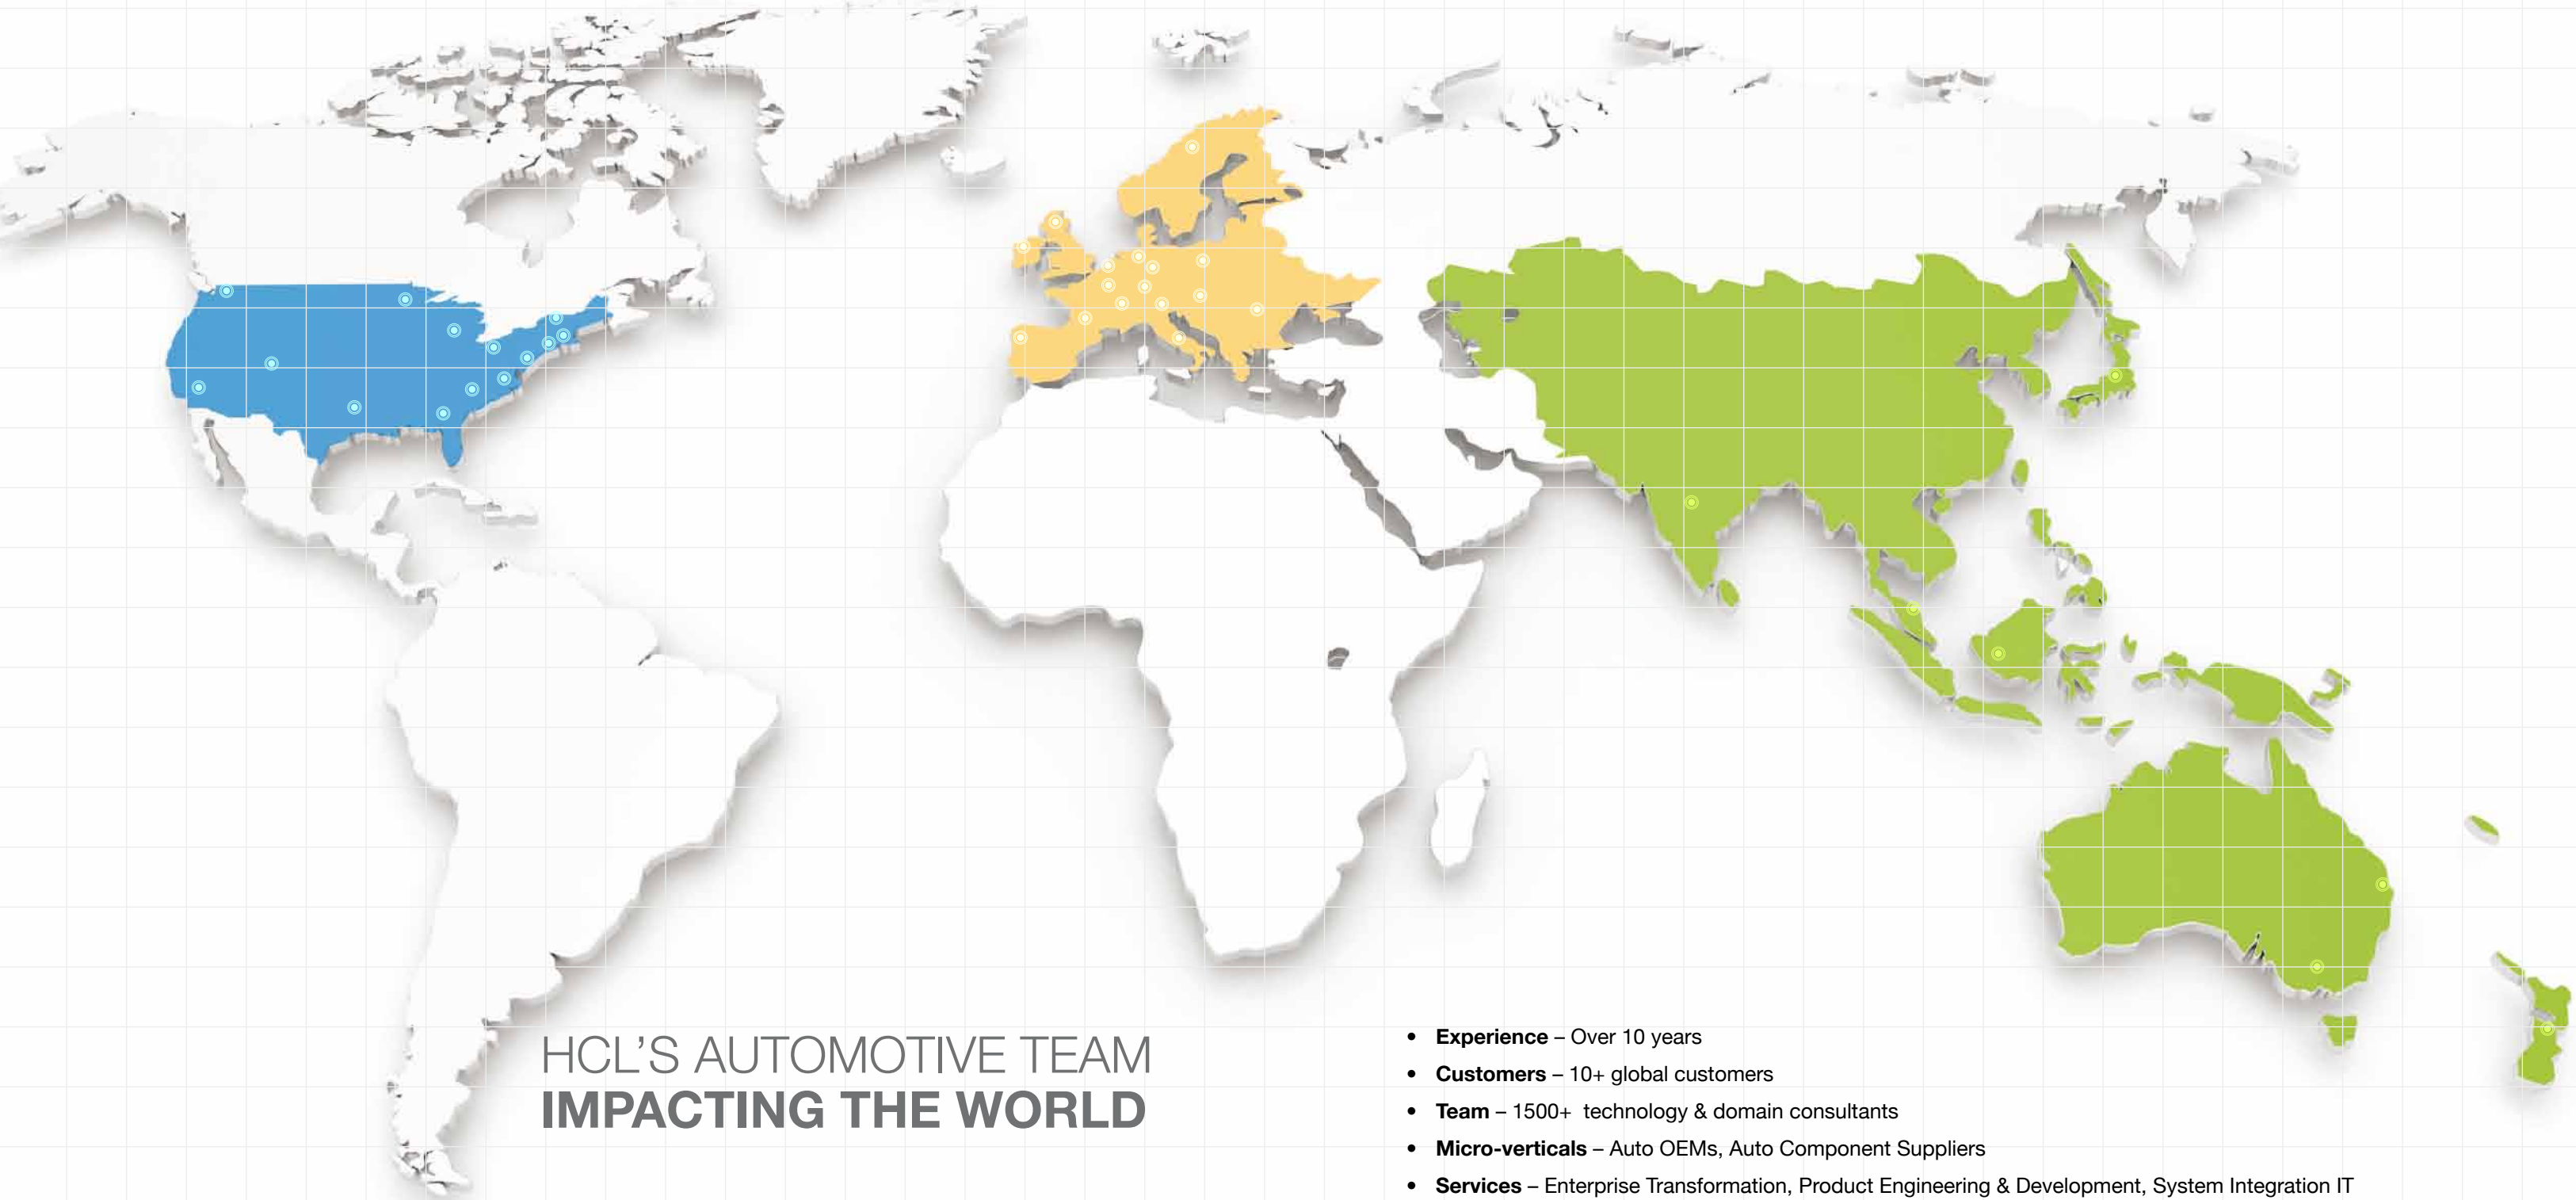 HCL'S AUTOMOTIVE TEAM
IMPACTING THE WORLD
• Experience – Over 10 years
• Customers – 10+ global customers
• Team – 1500+ technology & domain consultants
• Micro-verticals – Auto OEMs, Auto Component Suppliers
• Services – Enterprise Transformation, Product Engineering & Development, System Integration IT